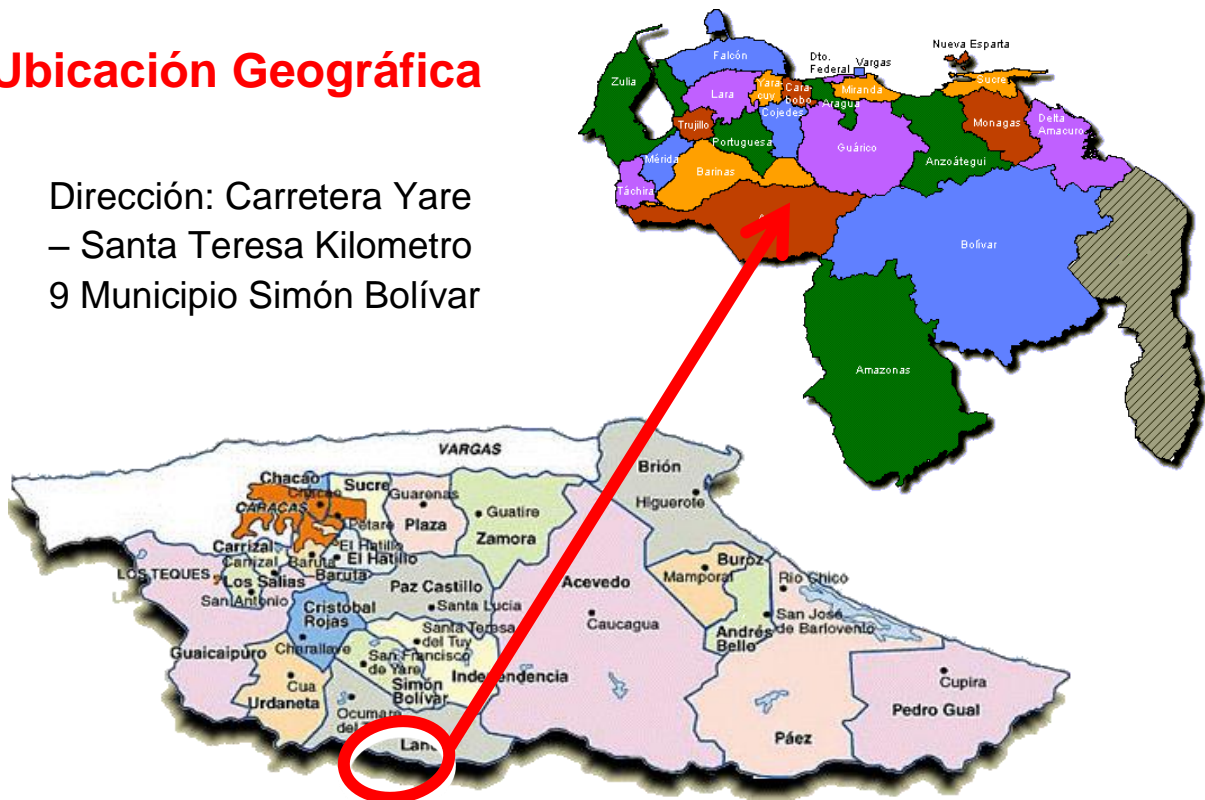 Ubicación Geográfica
Dirección: Carretera Yare
– Santa Teresa Kilometro
9 Municipio Simón Bolívar
Nueva Esparta
Dto.
Federal
Vargas
Falcón
Zulia
Lara
Yara-
cuy
Cara-
bobo
Miranda
Sucre
Aragua
Cojedes
Trujillo
Portuguesa
Guárico
Monagas
Delta
Amacuro
Anzoátegui
Mérida
Barinas
Táchira
Bolívar
Amazonas
VARGAS
Brión
Higuerote
Chacao
Chacao
Sucre
CARACAS
Petare
Guarenas
Plaza
Guatire
Zamora
Carrizal
Carrizal
Baruta
El Hatillo
El Hatillo
Baruta
LOS TEQUES
Los Salias
San Antonio
Paz Castillo
Santa Lucia
Acevedo
Caucagua
Buroz
Mamporal
Rio Chico
San José
de Barlovento
Andrés
Bello
Cristobal
Rojas
Charallave
Santa Teresa
del Tuy
San Francisco
de Yare
Simón
Bolívar
Independencia
Guaicaipuro
Cua
Urdaneta
Ocumare
Páez
Cupira
Pedro Gual